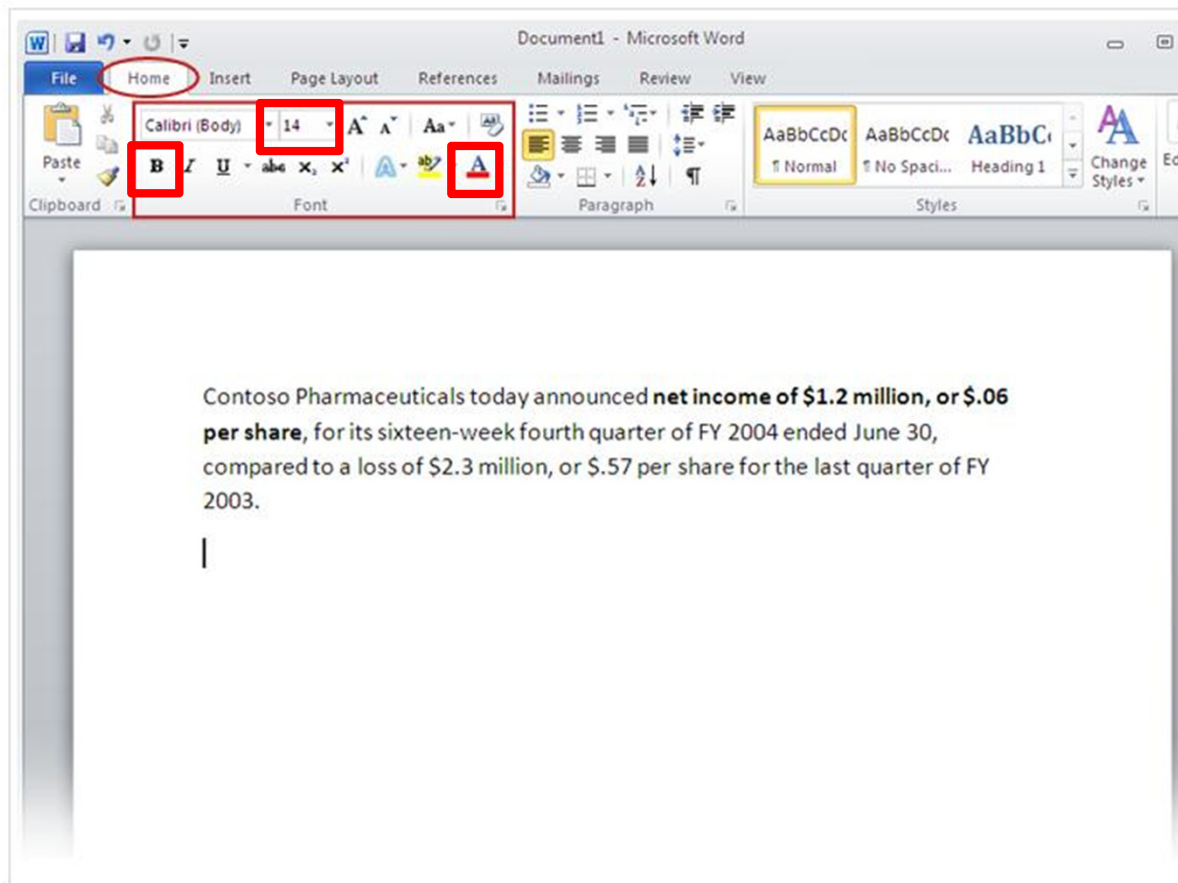 Document1 - Microsoft Word
File Home Insert Page Layout References Mailings Review View
Calibri (Body) 14 Aa AaBbCcDc AaBbCcDc AaBbC
Paste B I U abc x₂ x² A ab A ¶ ¶ Normal ¶ No Spaci... Heading 1 Change Styles
Clipboard Font Paragraph Styles
Contoso Pharmaceuticals today announced net income of $1.2 million, or $.06
per share, for its sixteen-week fourth quarter of FY 2004 ended June 30,
compared to a loss of $2.3 million, or $.57 per share for the last quarter of FY
2003.